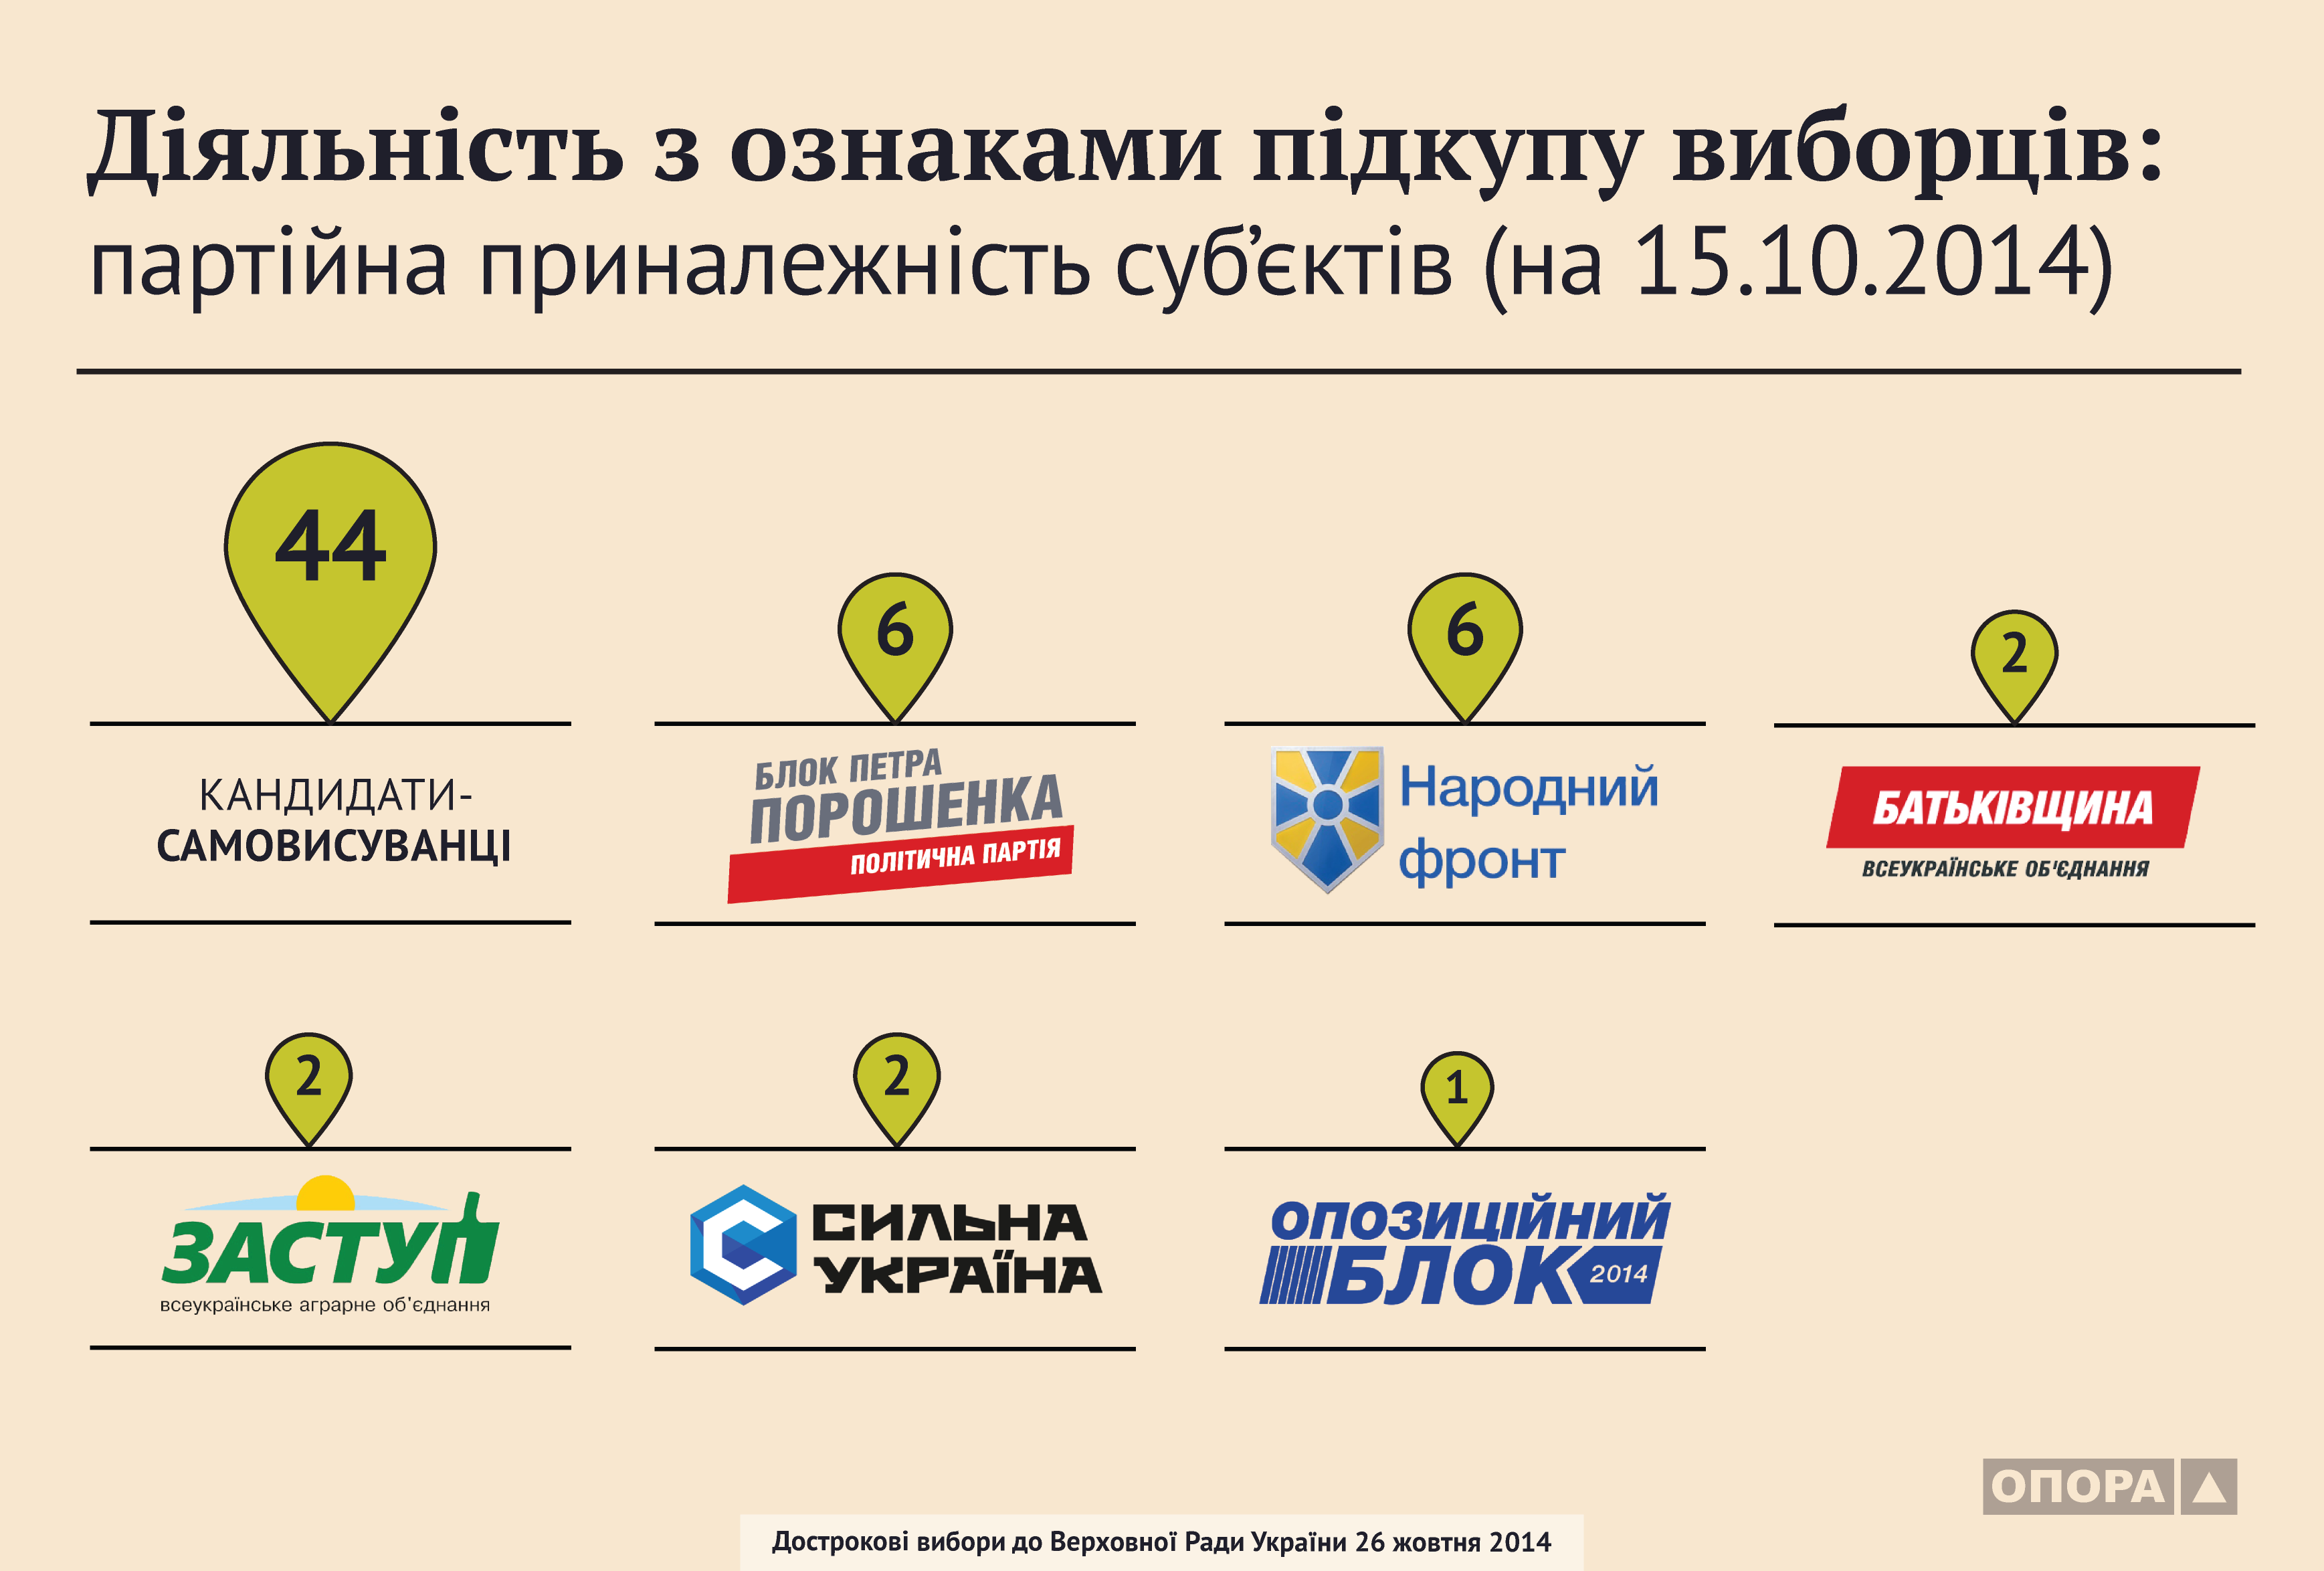 Діяльність з ознаками підкупу виборців:
партійна приналежність суб’єктів (на 15.10.2014)
44
6
6
2
КАНДИДАТИ-
САМОВИСУВАНЦІ
БЛОК ПЕТРА
ПОРОШЕНКА
ПОЛІТИЧНА ПАРТІЯ
Народний
фронт
БАТЬКІВЩИНА
ВСЕУКРАЇНСЬКЕ ОБ'ЄДНАННЯ
2
2
1
ЗАСТУП
всеукраїнське аграрне об'єднання
СИЛЬНА
УКРАЇНА
ОПОЗИЦІЙНИЙ
БЛОК 2014
ОПОРА
Дострокові вибори до Верховної Ради України 26 жовтня 2014